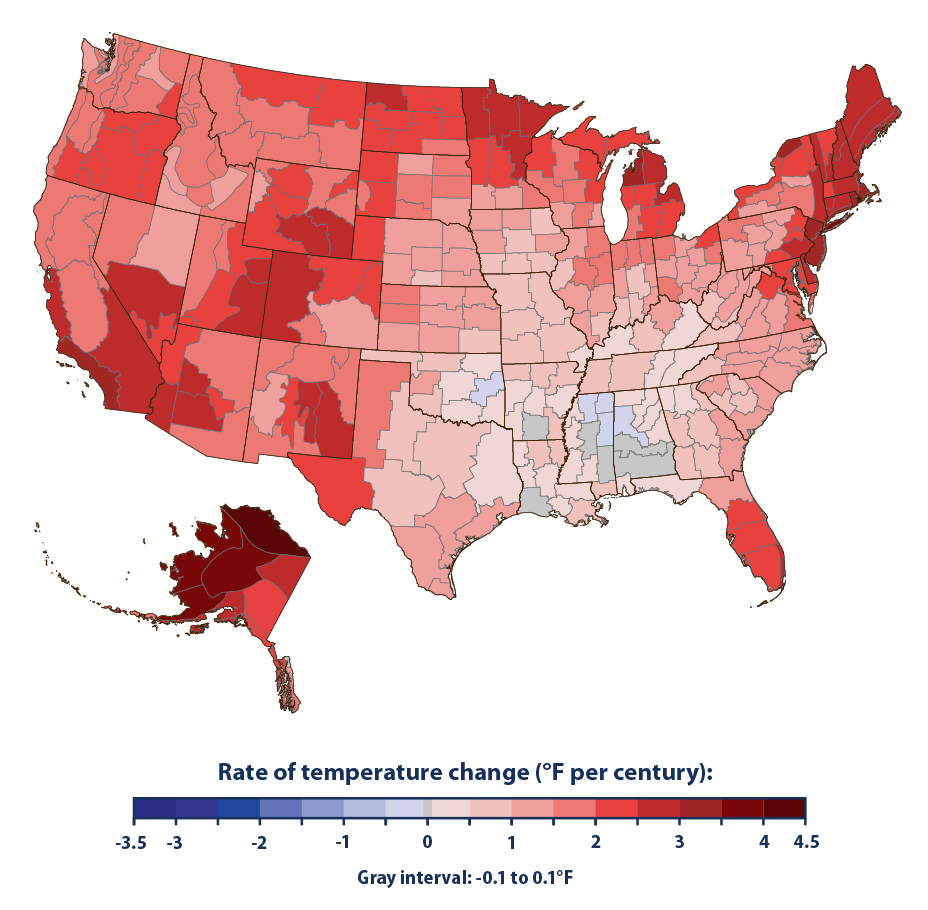 Rate of temperature change (°F per century):
-3.5 -3 -2 -1 0 1 2 3 4 4.5
Gray interval: -0.1 to 0.1°F